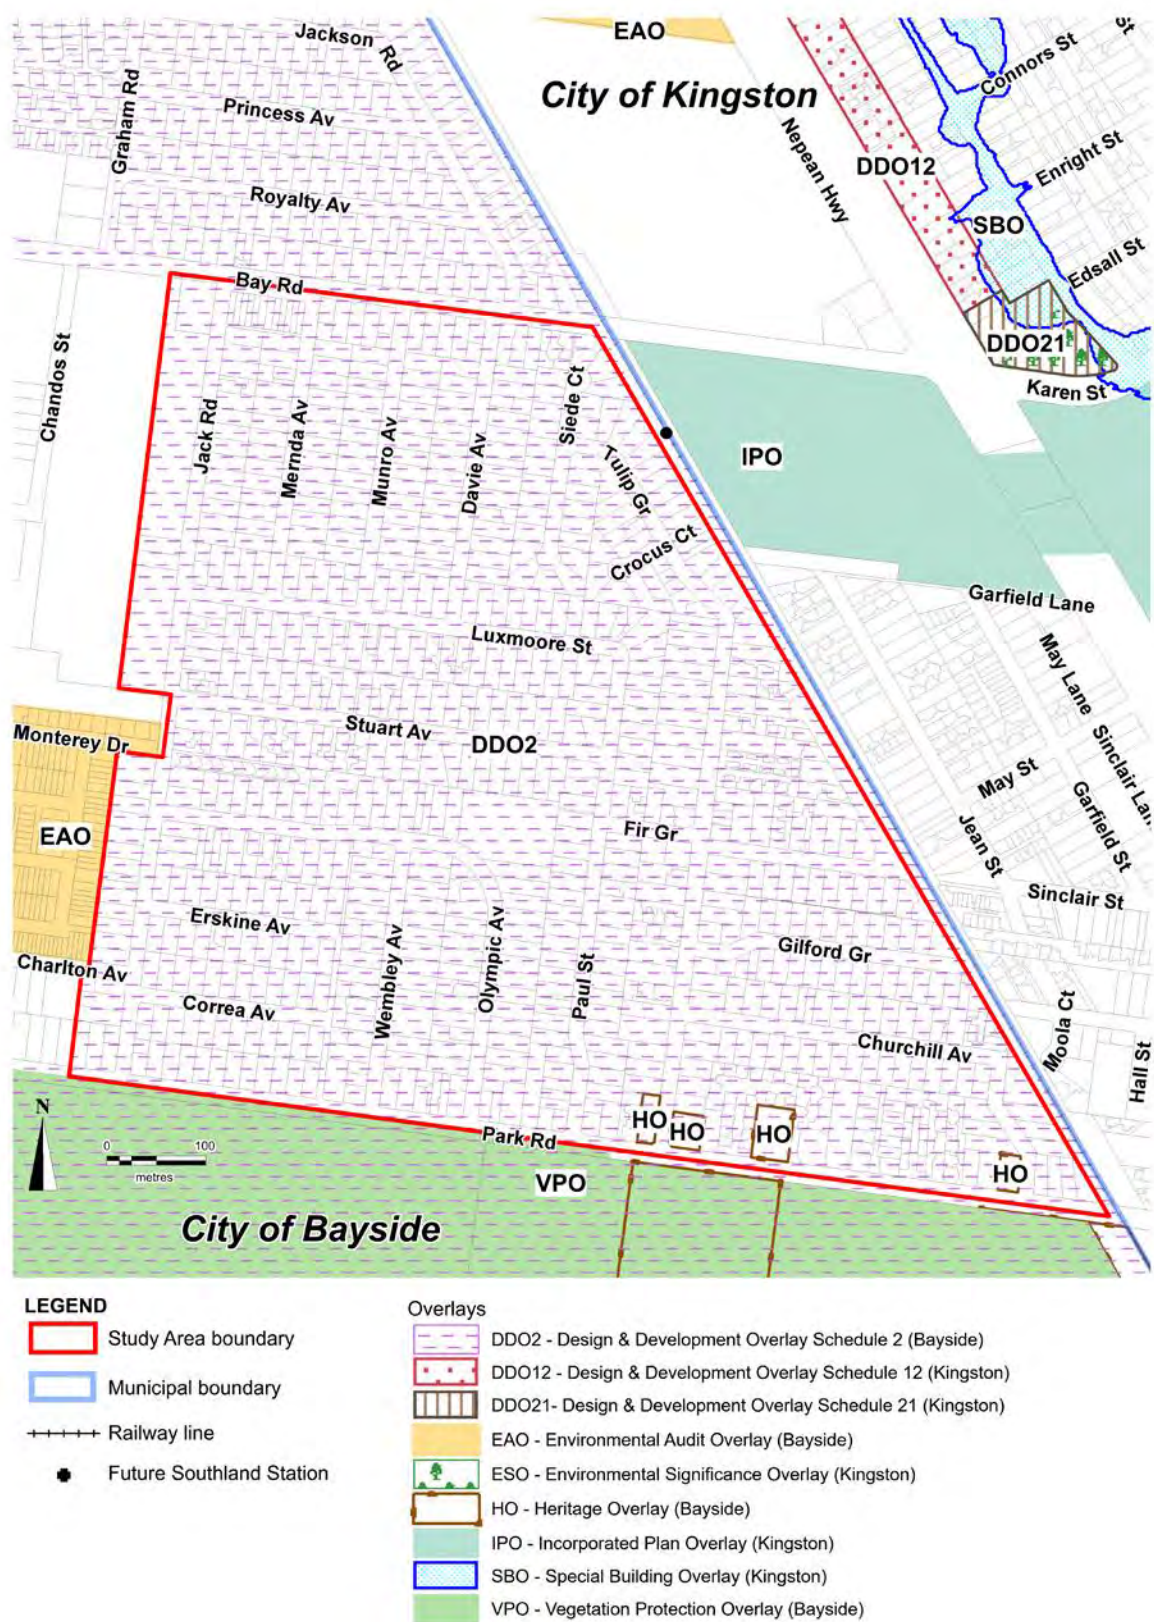 Jackson Rd
EAO
City of Kingston
St
Connors St
Graham Rd
Princess Av
Nepean Hwy
DDO12
Enright St
Royalty Av
SBO
Edsall St
Bay Rd
DDO21
Karen St
Chandos St
Jack Rd
Mernda Av
Munro Av
Davie Av
Siede Ct
Tulip Gr
IPO
Crocus Ct
Garfield Lane
Luxmoore St
May Lane
Monterey Dr
Stuart Av
DDO2
Sinclair Lan
May St
Garfield St
EAO
Fir Gr
Jean St
Sinclair St
Erskine Av
Wembley Av
Olympic Av
Paul St
Gilford Gr
Charlton Av
Correa Av
Churchill Av
Moola Ct
Hall St
N
0 100
metres
Park Rd
HO
HO
HO
HO
VPO
City of Bayside
LEGEND
Study Area boundary
Municipal boundary
Railway line
Future Southland Station
Overlays
DDO2 - Design & Development Overlay Schedule 2 (Bayside)
DDO12 - Design & Development Overlay Schedule 12 (Kingston)
DDO21- Design & Development Overlay Schedule 21 (Kingston)
EAO - Environmental Audit Overlay (Bayside)
ESO - Environmental Significance Overlay (Kingston)
HO - Heritage Overlay (Bayside)
IPO - Incorporated Plan Overlay (Kingston)
SBO - Special Building Overlay (Kingston)
VPO - Vegetation Protection Overlay (Bayside)